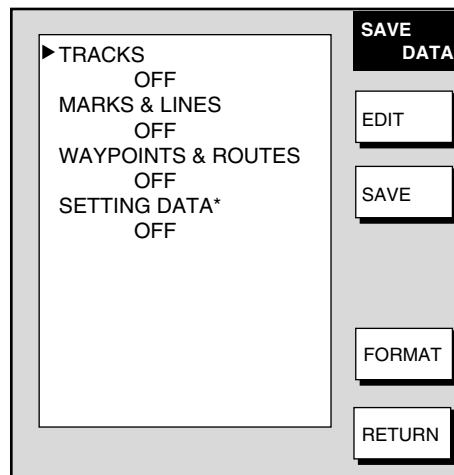 TRACKS
OFF
MARKS & LINES
OFF
WAYPOINTS & ROUTES
OFF
SETTING DATA*
OFF
SAVE
DATA
EDIT
SAVE
FORMAT
RETURN